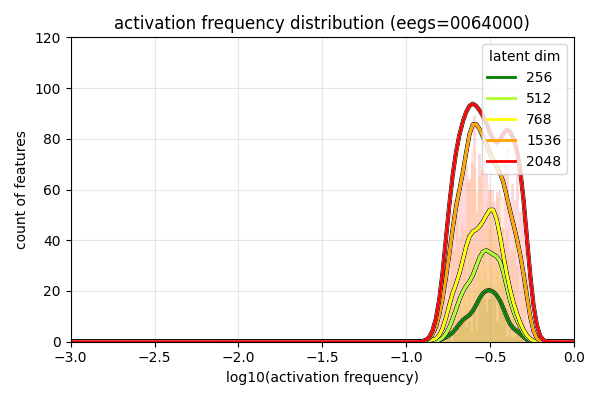 activation frequency distribution (eegs=0064000)
120
100
80
60
40
20
0
count of features
latent dim
256
512
768
1536
2048
−3.0 −2.5 −2.0 −1.5 −1.0 −0.5 0.0
log10(activation frequency)